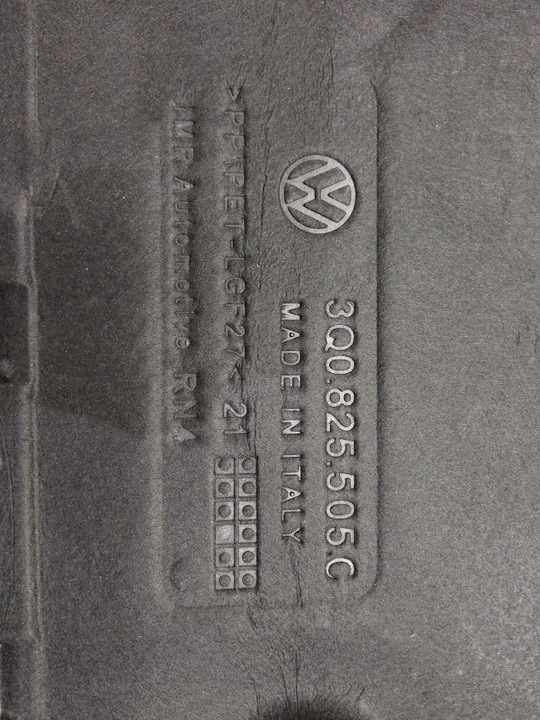 3Q0.825.505.C
MADE IN ITALY
>PP\PET-LGF27< 21
IMR Automotive RN4